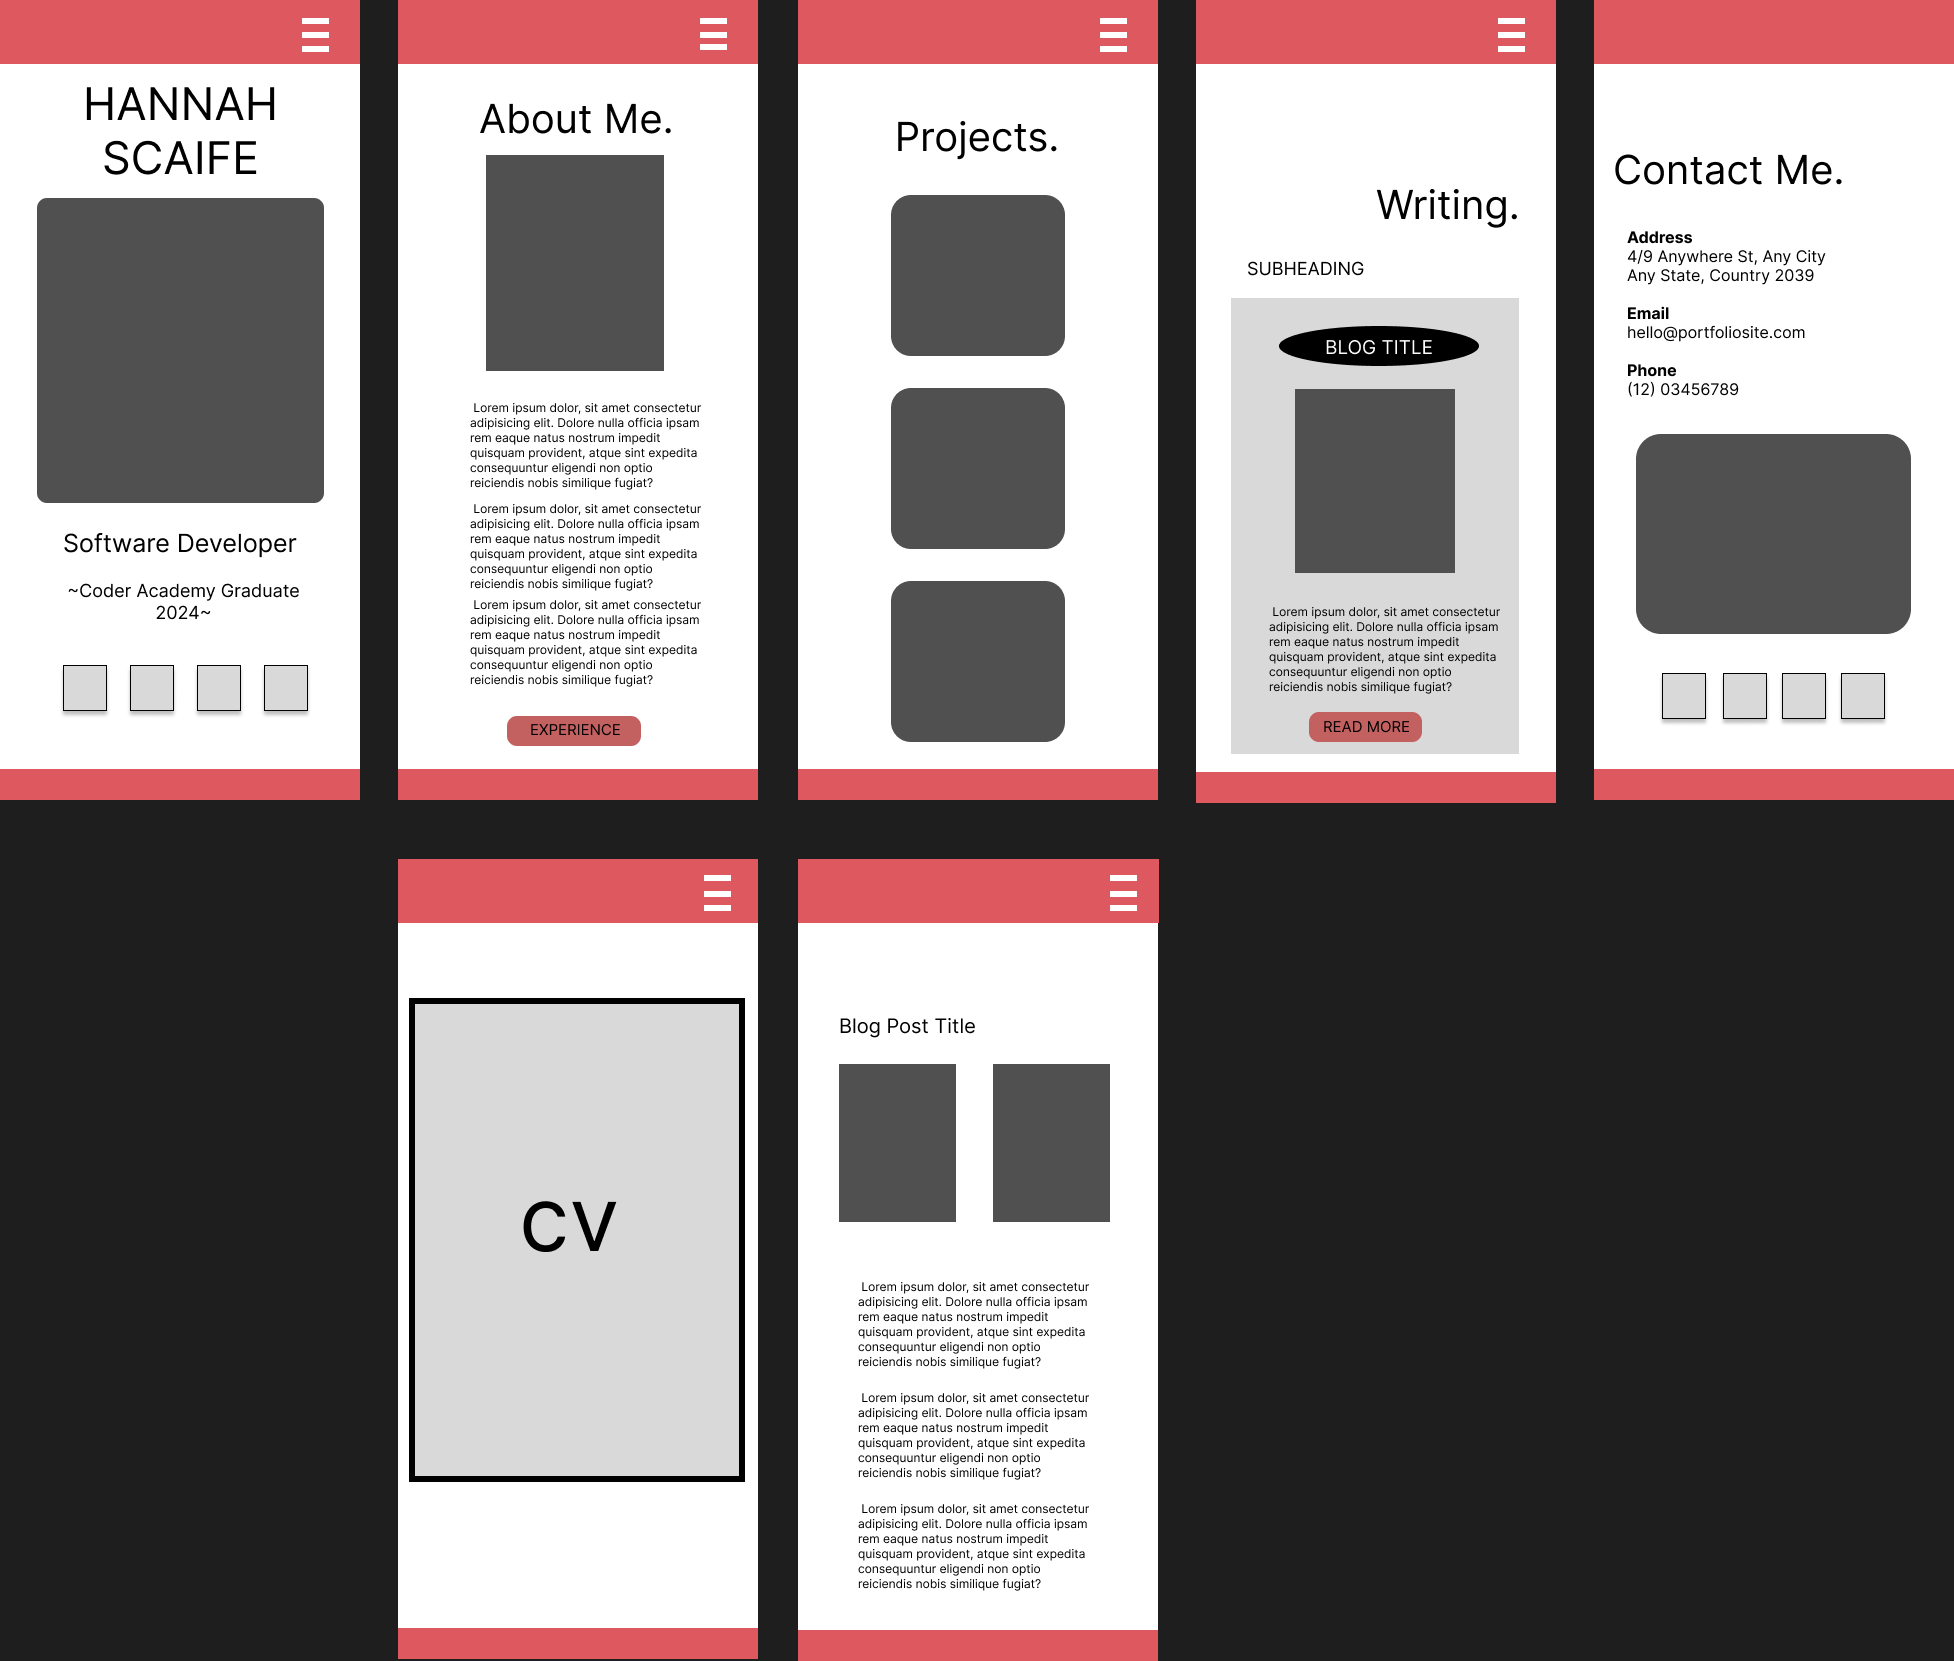 HANNAH
SCAIFE
Software Developer
~Coder Academy Graduate
2024~
About Me.
Lorem ipsum dolor, sit amet consectetur
adipisicing elit. Dolore nulla officia ipsam
rem eaque natus nostrum impedit
quisquam provident, atque sint expedita
consequuntur eligendi non optio
reiciendis nobis similique fugiat?
Lorem ipsum dolor, sit amet consectetur
adipisicing elit. Dolore nulla officia ipsam
rem eaque natus nostrum impedit
quisquam provident, atque sint expedita
consequuntur eligendi non optio
reiciendis nobis similique fugiat?
Lorem ipsum dolor, sit amet consectetur
adipisicing elit. Dolore nulla officia ipsam
rem eaque natus nostrum impedit
quisquam provident, atque sint expedita
consequuntur eligendi non optio
reiciendis nobis similique fugiat?
EXPERIENCE
Projects.
Writing.
SUBHEADING
BLOG TITLE
Lorem ipsum dolor, sit amet consectetur
adipisicing elit. Dolore nulla officia ipsam
rem eaque natus nostrum impedit
quisquam provident, atque sint expedita
consequuntur eligendi non optio
reiciendis nobis similique fugiat?
READ MORE
Contact Me.
Address
4/9 Anywhere St, Any City
Any State, Country 2039
Email
hello@portfoliosite.com
Phone
(12) 03456789
CV
Blog Post Title
Lorem ipsum dolor, sit amet consectetur
adipisicing elit. Dolore nulla officia ipsam
rem eaque natus nostrum impedit
quisquam provident, atque sint expedita
consequuntur eligendi non optio
reiciendis nobis similique fugiat?
Lorem ipsum dolor, sit amet consectetur
adipisicing elit. Dolore nulla officia ipsam
rem eaque natus nostrum impedit
quisquam provident, atque sint expedita
consequuntur eligendi non optio
reiciendis nobis similique fugiat?
Lorem ipsum dolor, sit amet consectetur
adipisicing elit. Dolore nulla officia ipsam
rem eaque natus nostrum impedit
quisquam provident, atque sint expedita
consequuntur eligendi non optio
reiciendis nobis similique fugiat?